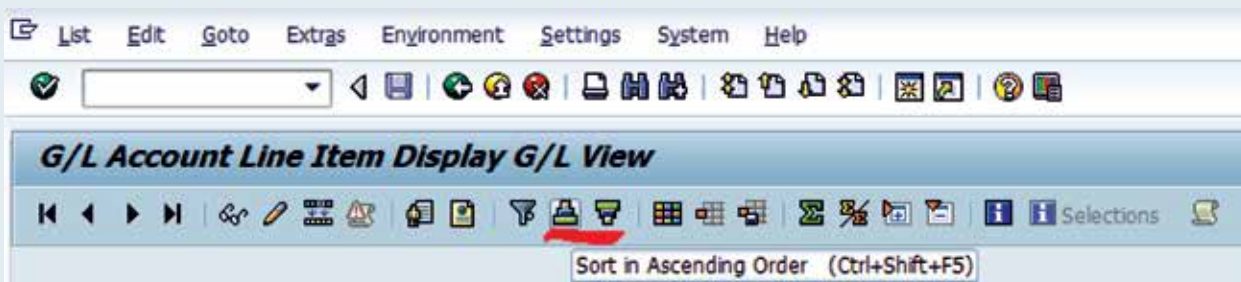 List Edit Goto Extras Environment Settings System Help
G/L Account Line Item Display G/L View
Selections
Sort in Ascending Order (Ctrl+Shift+F5)